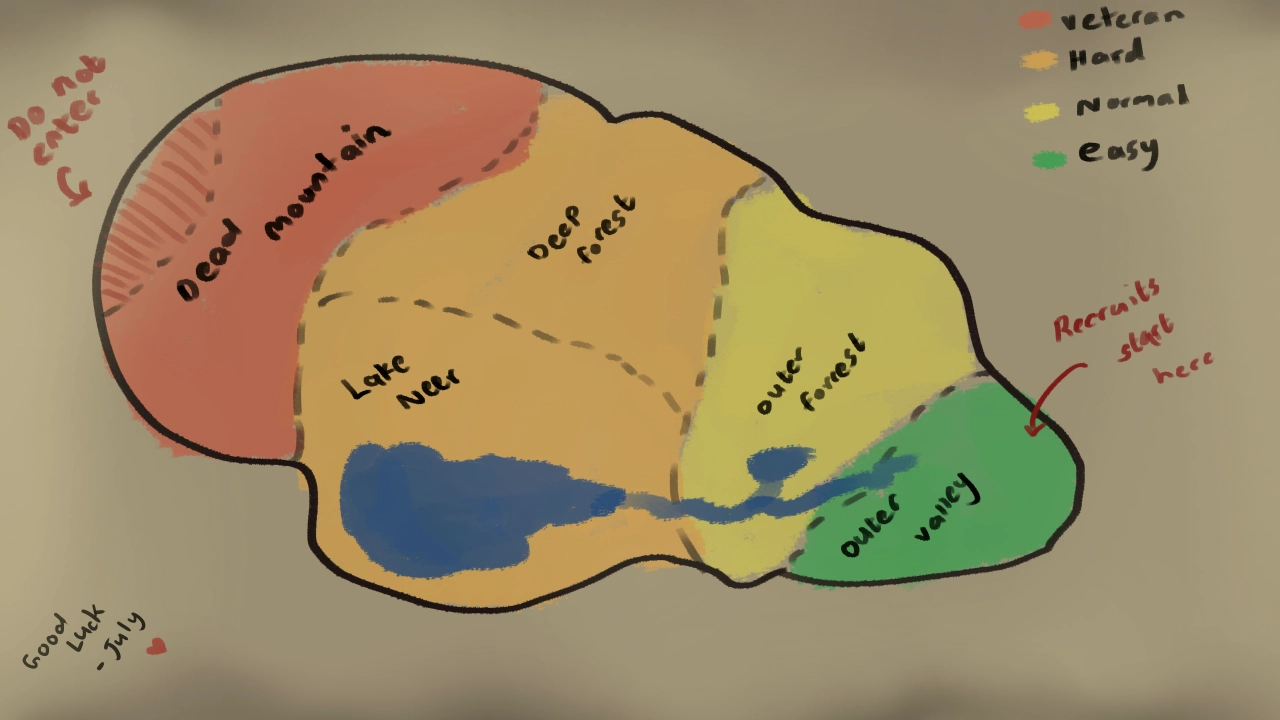 veteran
Hard
Normal
easy
Do not
enter
Dead mountain
Deep
forest
Lake
Neer
outer
forrest
Recruits
start
here
outer
valley
Good
Luck
- July